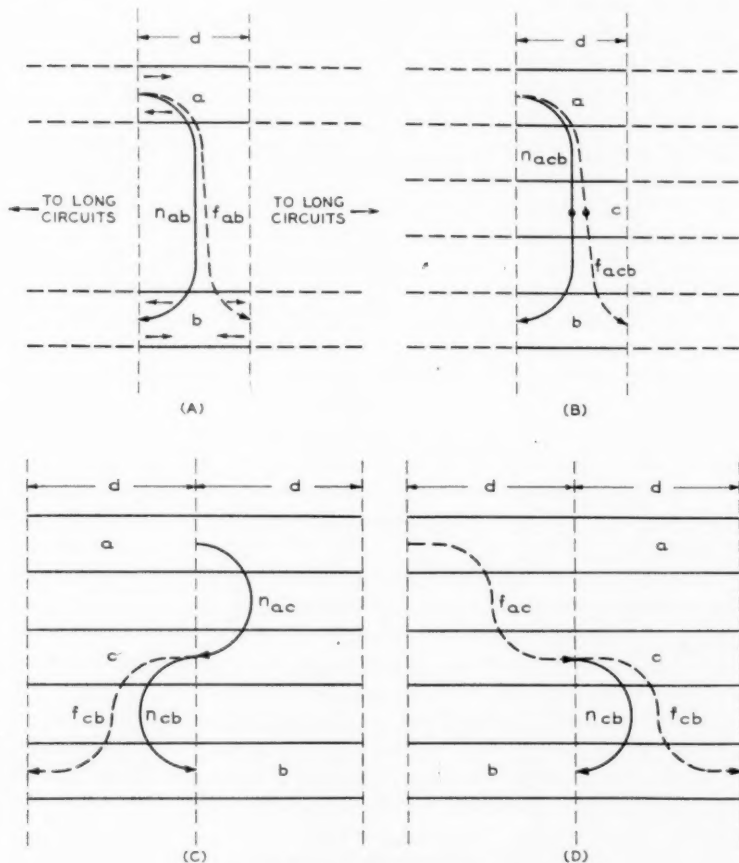 d
a
TO LONG
CIRCUITS
n_ab
f_ab
TO LONG
CIRCUITS
b
(A)
d
a
n_acb
c
f_acb
b
(B)
d
d
a
n_ac
c
f_cb
n_cb
b
(C)
d
d
a
f_ac
c
n_cb
f_cb
b
(D)